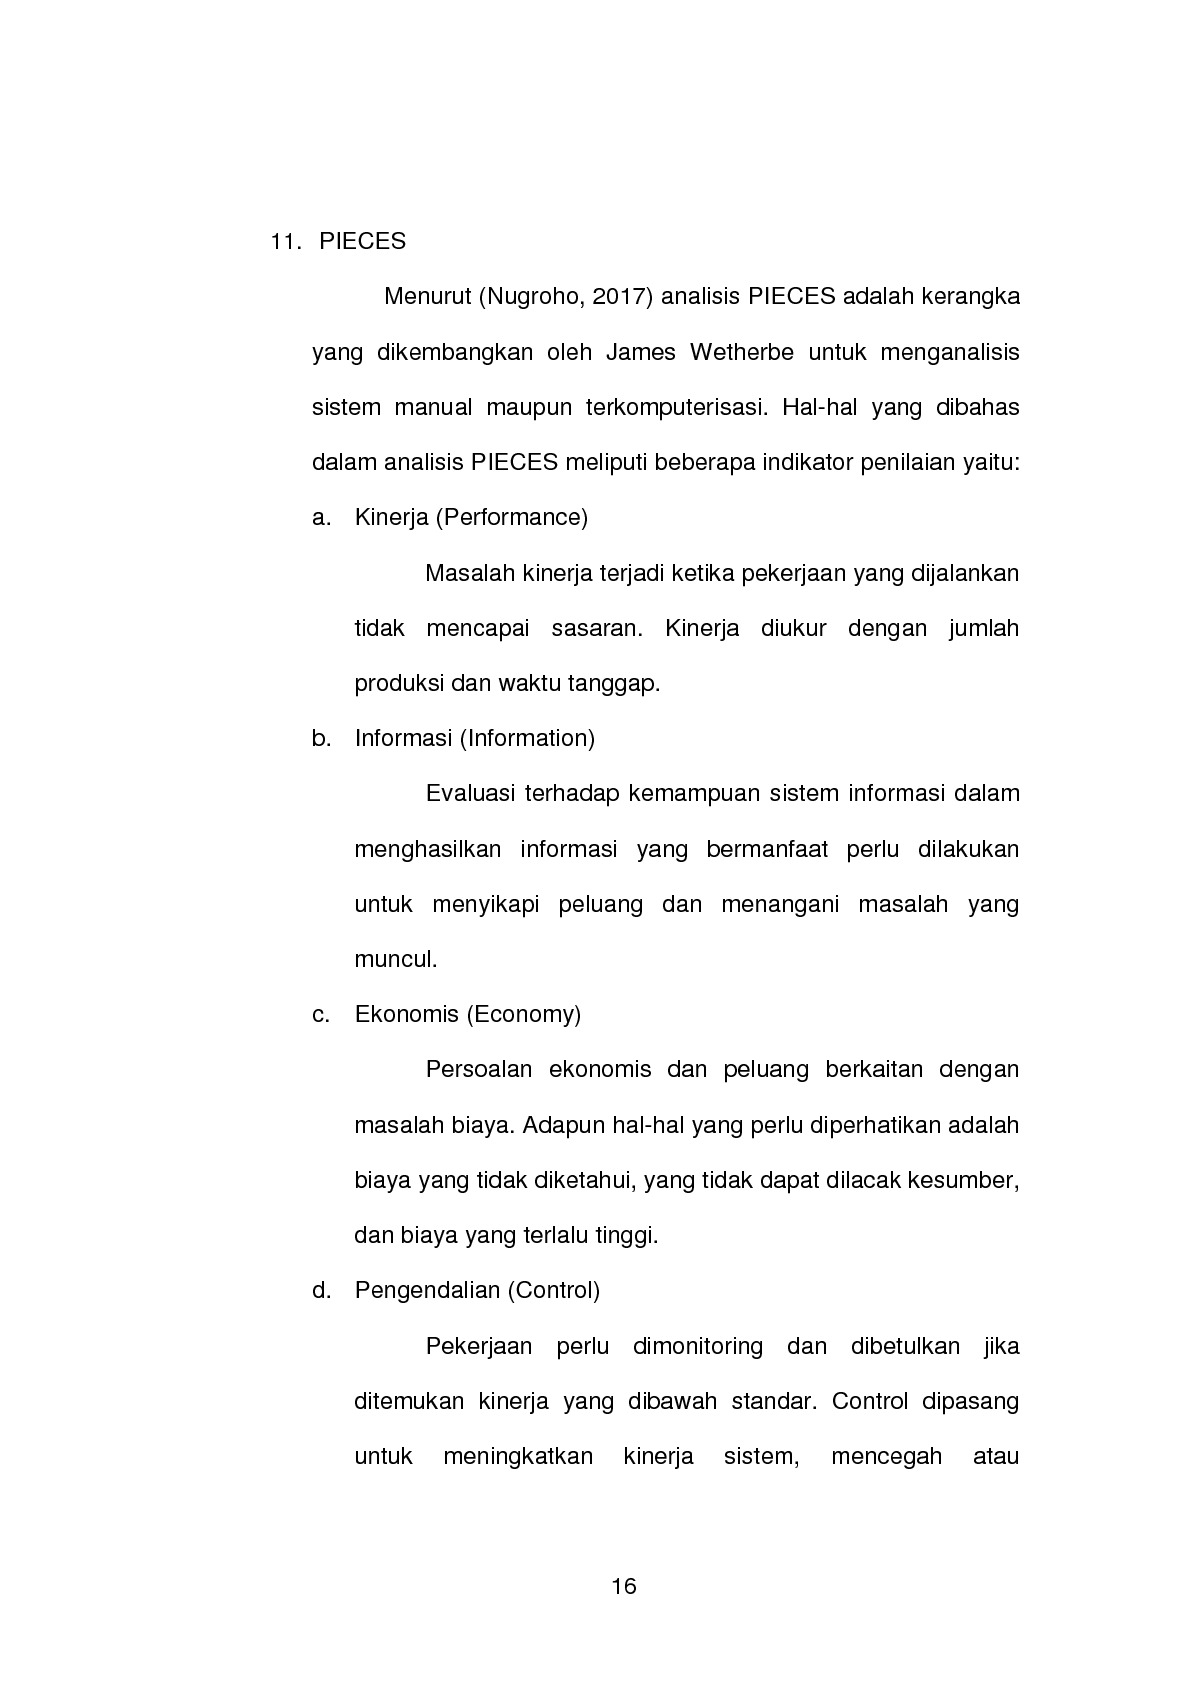 11. PIECES
Menurut (Nugroho, 2017) analisis PIECES adalah kerangka
yang dikembangkan oleh James Wetherbe untuk menganalisis
sistem manual maupun terkomputerisasi. Hal-hal yang dibahas
dalam analisis PIECES meliputi beberapa indikator penilaian yaitu:
a. Kinerja (Performance)
Masalah kinerja terjadi ketika pekerjaan yang dijalankan
tidak mencapai sasaran. Kinerja diukur dengan jumlah
produksi dan waktu tanggap.
b. Informasi (Information)
Evaluasi terhadap kemampuan sistem informasi dalam
menghasilkan informasi yang bermanfaat perlu dilakukan
untuk menyikapi peluang dan menangani masalah yang
muncul.
c. Ekonomis (Economy)
Persoalan ekonomis dan peluang berkaitan dengan
masalah biaya. Adapun hal-hal yang perlu diperhatikan adalah
biaya yang tidak diketahui, yang tidak dapat dilacak kesumber,
dan biaya yang terlalu tinggi.
d. Pengendalian (Control)
Pekerjaan perlu dimonitoring dan dibetulkan jika
ditemukan kinerja yang dibawah standar. Control dipasang
untuk meningkatkan kinerja sistem, mencegah atau
16